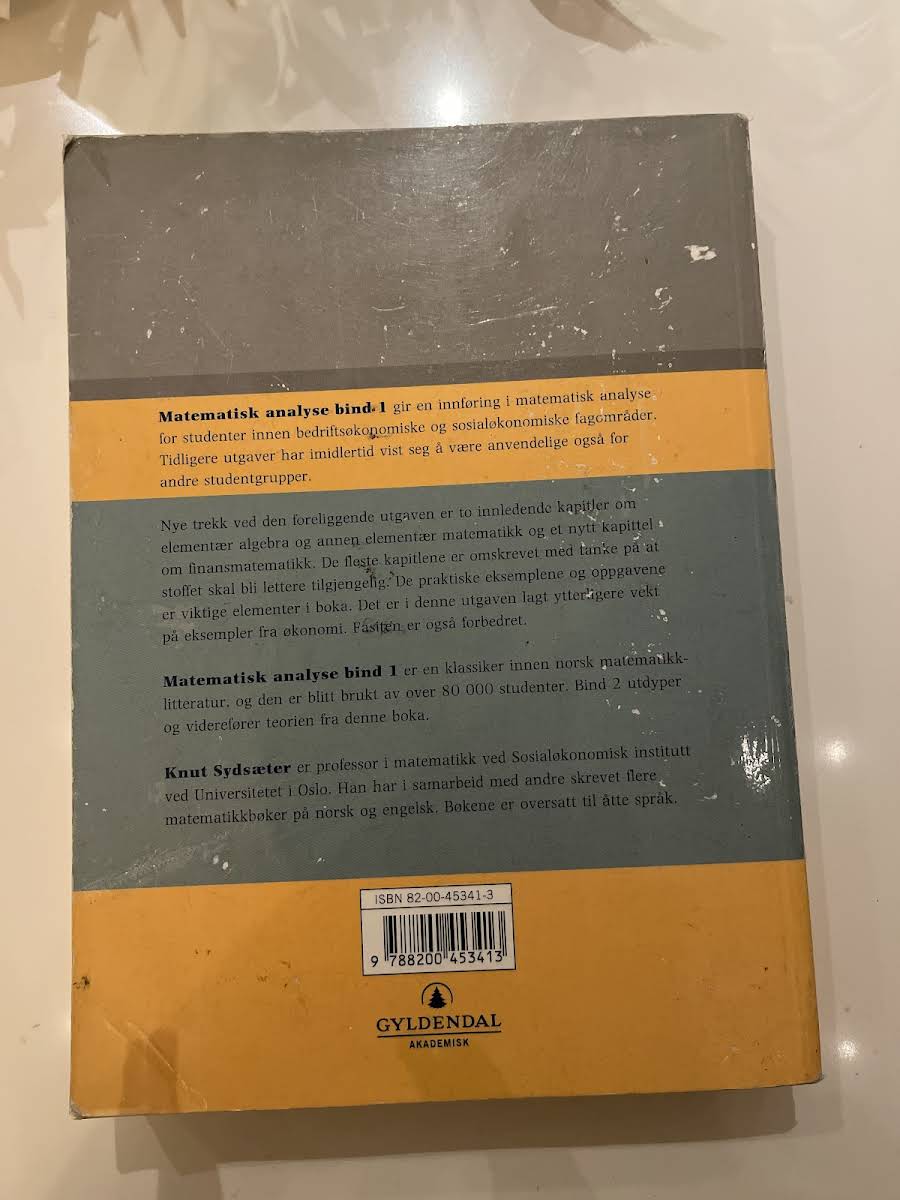 Matematisk analyse bind 1 gir en innføring i matematisk analyse
for studenter innen bedriftsøkonomiske og sosialøkonomiske fagområder.
Tidligere utgaver har imidlertid vist seg å være anvendelige også for
andre studentgrupper.
Nye trekk ved den foreliggende utgaven er to innledende kapitler om
elementær algebra og annen elementær matematikk og et nytt kapittel
om finansmatematikk. De fleste kapitlene er omskrevet med tanke på at
stoffet skal bli lettere tilgjengelig. De praktiske eksemplene og oppgavene
er viktige elementer i boka. Det er i denne utgaven lagt ytterligere vekt
på eksempler fra økonomi. Fasiten er også forbedret.
Matematisk analyse bind 1 er en klassiker innen norsk matematikk-
litteratur, og den er blitt brukt av over 80 000 studenter. Bind 2 utdyper
og viderefører teorien fra denne boka.
Knut Sydsæter er professor i matematikk ved Sosialøkonomisk institutt
ved Universitetet i Oslo. Han har i samarbeid med andre skrevet flere
matematikkbøker på norsk og engelsk. Bøkene er oversatt til åtte språk.
ISBN 82-00-45341-3
9 788200 453413
GYLDENDAL
AKADEMISK